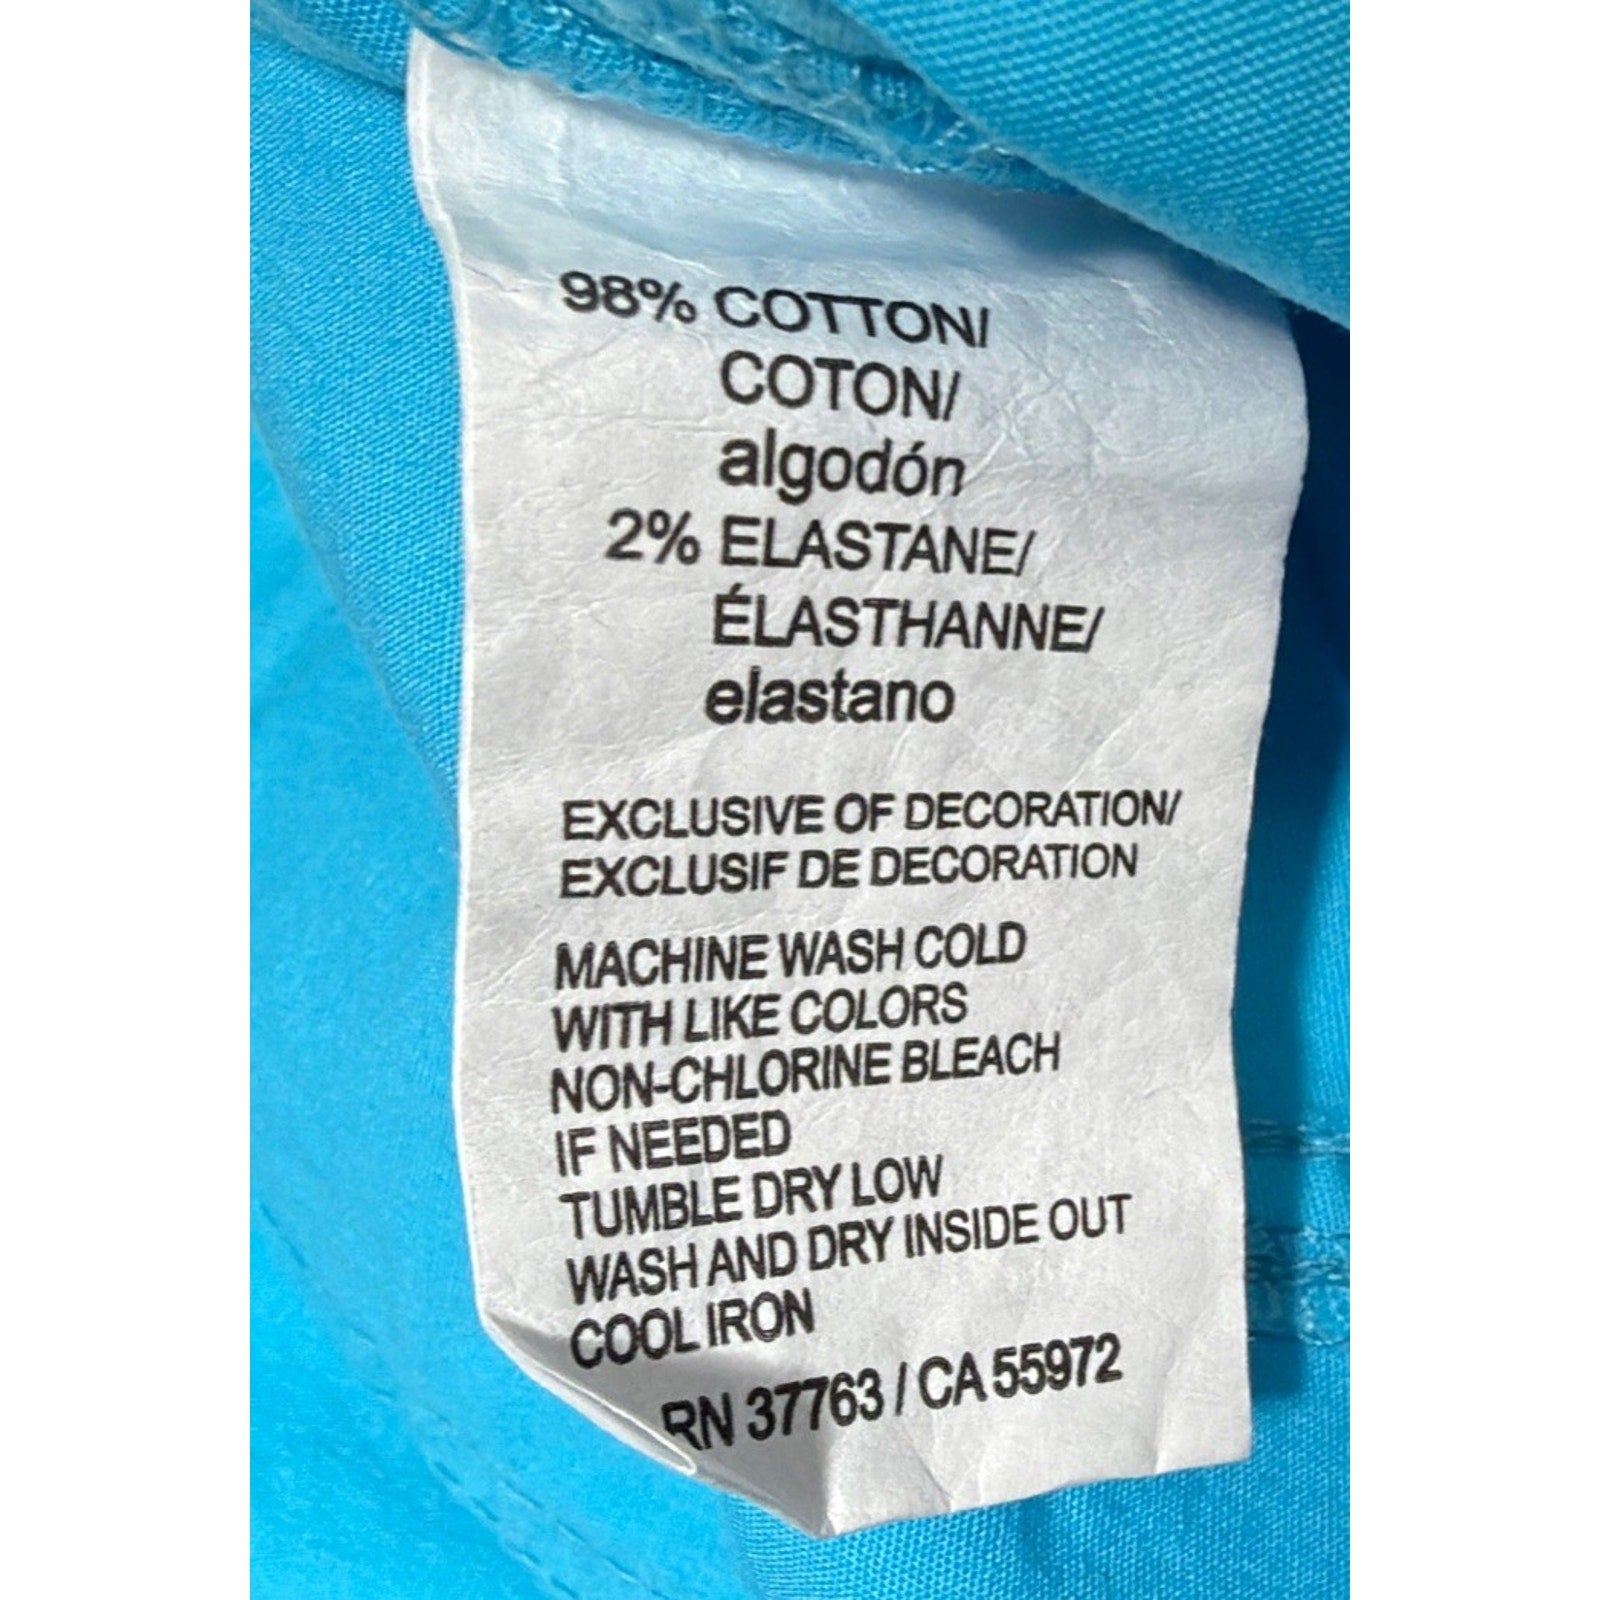 98% COTTON/
COTON/
algodón
2% ELASTANE/
ÉLASTHANNE/
elastano
EXCLUSIVE OF DECORATION/
EXCLUSIF DE DECORATION
MACHINE WASH COLD
WITH LIKE COLORS
NON-CHLORINE BLEACH
IF NEEDED
TUMBLE DRY LOW
WASH AND DRY INSIDE OUT
COOL IRON
RN 37763 / CA 55972